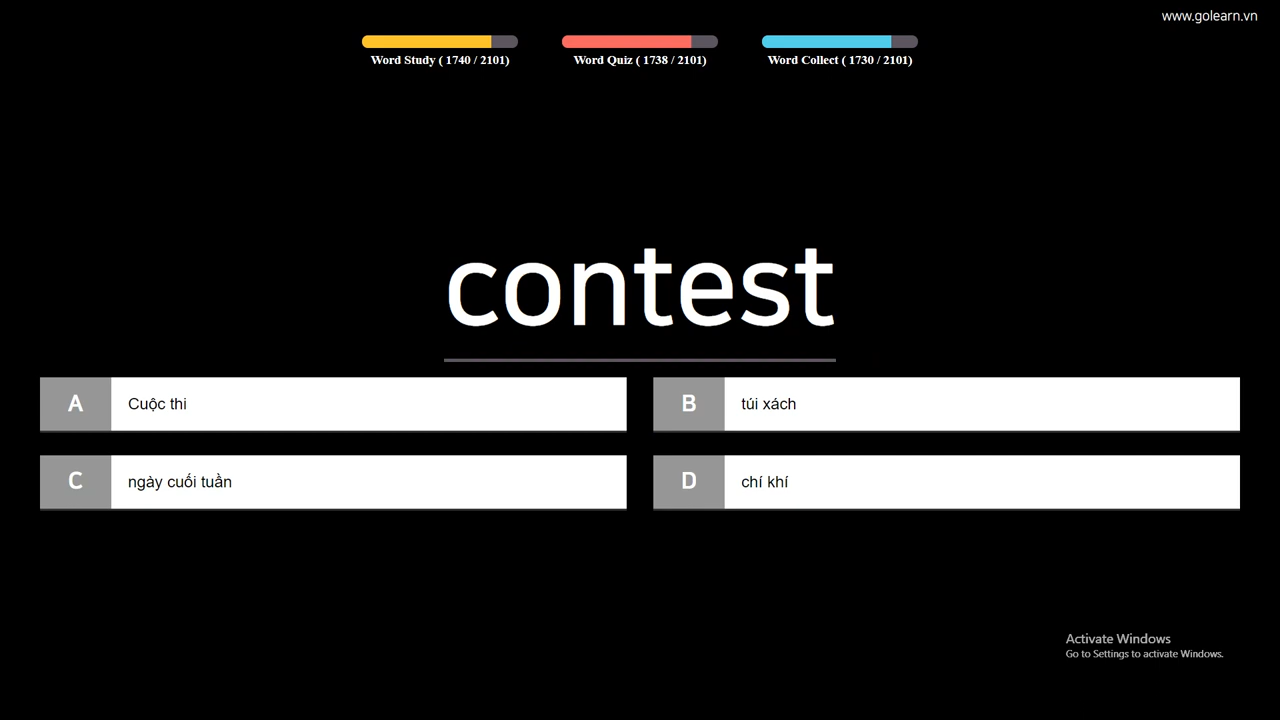 www.golearn.vn
Word Study ( 1740 / 2101)
Word Quiz ( 1738 / 2101)
Word Collect ( 1730 / 2101)
contest
A Cuộc thi
B túi xách
C ngày cuối tuần
D chí khí
Activate Windows
Go to Settings to activate Windows.